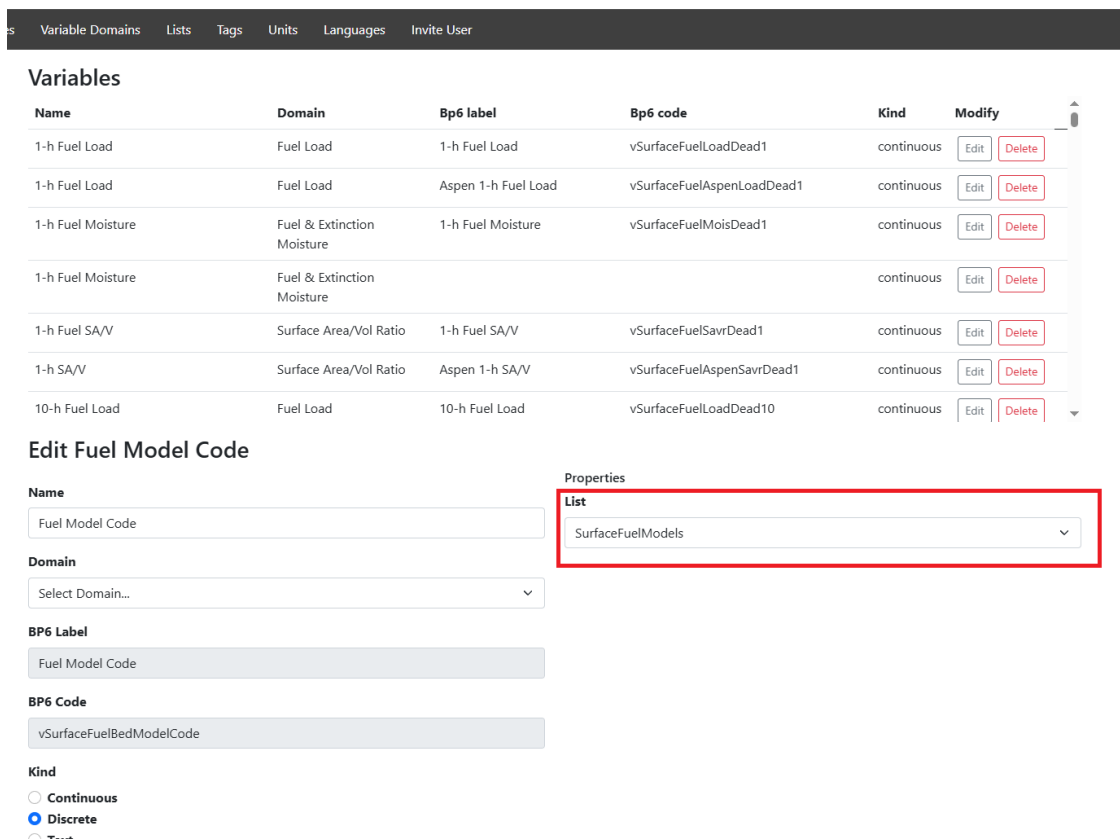 es Variable Domains Lists Tags Units Languages Invite User
Variables
Name Domain Bp6 label Bp6 code Kind Modify
1-h Fuel Load Fuel Load 1-h Fuel Load vSurfaceFuelLoadDead1 continuous Edit Delete
1-h Fuel Load Fuel Load Aspen 1-h Fuel Load vSurfaceFuelAspenLoadDead1 continuous Edit Delete
1-h Fuel Moisture Fuel & Extinction 1-h Fuel Moisture vSurfaceFuelMoisDead1 continuous Edit Delete
Moisture
1-h Fuel Moisture Fuel & Extinction continuous Edit Delete
Moisture
1-h Fuel SA/V Surface Area/Vol Ratio 1-h Fuel SA/V vSurfaceFuelSavrDead1 continuous Edit Delete
1-h SA/V Surface Area/Vol Ratio Aspen 1-h SA/V vSurfaceFuelAspenSavrDead1 continuous Edit Delete
10-h Fuel Load Fuel Load 10-h Fuel Load vSurfaceFuelLoadDead10 continuous Edit Delete
Edit Fuel Model Code
Properties
Name
List
Fuel Model Code
SurfaceFuelModels
Domain
Select Domain...
BP6 Label
Fuel Model Code
BP6 Code
vSurfaceFuelBedModelCode
Kind
Continuous
Discrete
Text